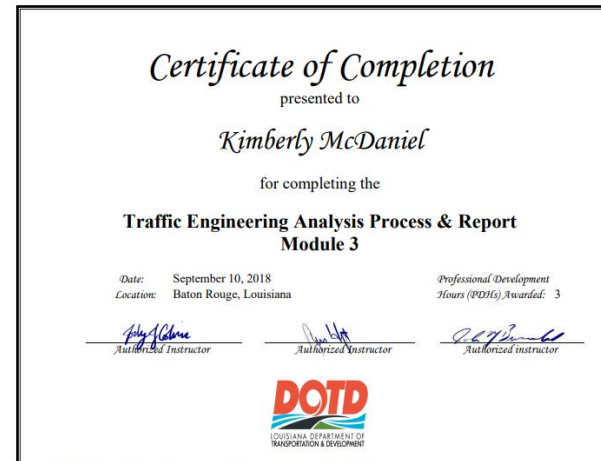 Certificate of Completion
presented to
Kimberly McDaniel
for completing the
Traffic Engineering Analysis Process & Report
Module 3
Date: September 10, 2018
Location: Baton Rouge, Louisiana
Professional Development
Hours (PDHs) Awarded: 3
Authorized Instructor
Authorized Instructor
Authorized instructor
DOTD
LOUISIANA DEPARTMENT OF
TRANSPORTATION & DEVELOPMENT